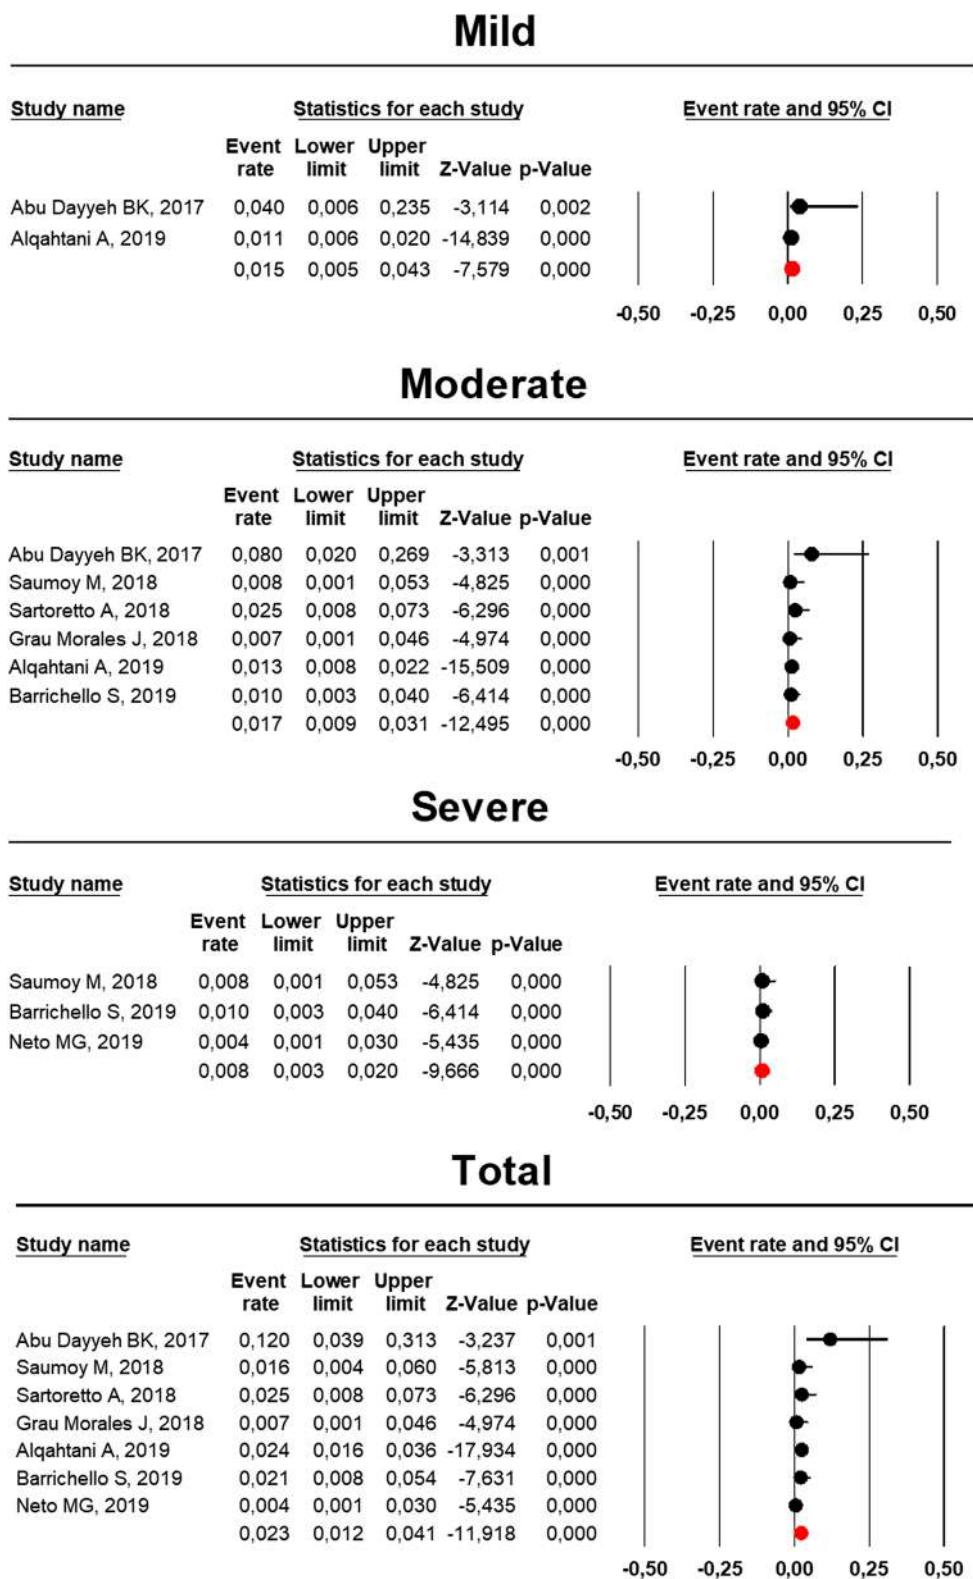 Mild
Study name Statistics for each study Event rate and 95% CI
Event Lower Upper
rate limit limit Z-Value p-Value
Abu Dayyeh BK, 2017 0,040 0,006 0,235 -3,114 0,002
Alqahtani A, 2019 0,011 0,006 0,020 -14,839 0,000
0,015 0,005 0,043 -7,579 0,000
-0,50 -0,25 0,00 0,25 0,50
Moderate
Study name Statistics for each study Event rate and 95% CI
Event Lower Upper
rate limit limit Z-Value p-Value
Abu Dayyeh BK, 2017 0,080 0,020 0,269 -3,313 0,001
Saumoy M, 2018 0,008 0,001 0,053 -4,825 0,000
Sartoretto A, 2018 0,025 0,008 0,073 -6,296 0,000
Grau Morales J, 2018 0,007 0,001 0,046 -4,974 0,000
Alqahtani A, 2019 0,013 0,008 0,022 -15,509 0,000
Barrichello S, 2019 0,010 0,003 0,040 -6,414 0,000
0,017 0,009 0,031 -12,495 0,000
-0,50 -0,25 0,00 0,25 0,50
Severe
Study name Statistics for each study Event rate and 95% CI
Event Lower Upper
rate limit limit Z-Value p-Value
Saumoy M, 2018 0,008 0,001 0,053 -4,825 0,000
Barrichello S, 2019 0,010 0,003 0,040 -6,414 0,000
Neto MG, 2019 0,004 0,001 0,030 -5,435 0,000
0,008 0,003 0,020 -9,666 0,000
-0,50 -0,25 0,00 0,25 0,50
Total
Study name Statistics for each study Event rate and 95% CI
Event Lower Upper
rate limit limit Z-Value p-Value
Abu Dayyeh BK, 2017 0,120 0,039 0,313 -3,237 0,001
Saumoy M, 2018 0,016 0,004 0,060 -5,813 0,000
Sartoretto A, 2018 0,025 0,008 0,073 -6,296 0,000
Grau Morales J, 2018 0,007 0,001 0,046 -4,974 0,000
Alqahtani A, 2019 0,024 0,016 0,036 -17,934 0,000
Barrichello S, 2019 0,021 0,008 0,054 -7,631 0,000
Neto MG, 2019 0,004 0,001 0,030 -5,435 0,000
0,023 0,012 0,041 -11,918 0,000
-0,50 -0,25 0,00 0,25 0,50